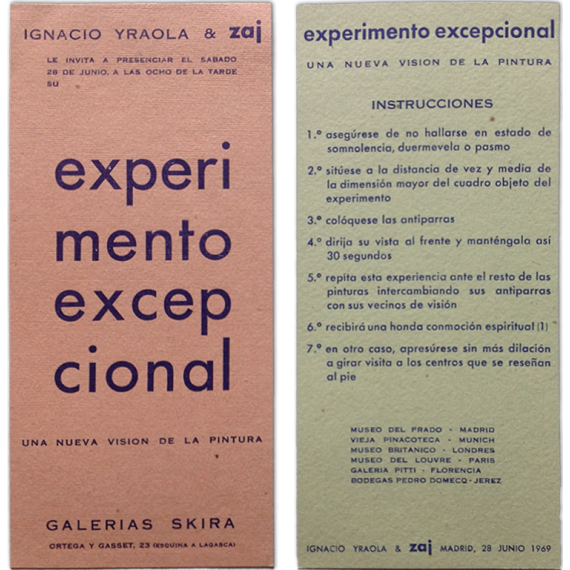 IGNACIO YRAOLA & zaj
LE INVITA A PRESENCIAR EL SABADO
28 DE JUNIO, A LAS OCHO DE LA TARDE
SU
experi
mento
excep
cional
UNA NUEVA VISION DE LA PINTURA
GALERIAS SKIRA
ORTEGA Y GASSET, 23 (ESQUINA A LAGASCA)
experimento excepcional
UNA NUEVA VISION DE LA PINTURA
INSTRUCCIONES
1.º asegúrese de no hallarse en estado de
somnolencia, duermevela o pasmo
2.º sitúese a la distancia de vez y media de
la dimensión mayor del cuadro objeto del
experimento
3.º colóquese las antiparras
4.º dirija su vista al frente y manténgala así
30 segundos
5.º repita esta experiencia ante el resto de las
pinturas intercambiando sus antiparras
con sus vecinos de visión
6.º recibirá una honda conmoción espiritual (1)
7.º en otro caso, apresúrese sin más dilación
a girar visita a los centros que se reseñan
al pie
MUSEO DEL PRADO - MADRID
VIEJA PINACOTECA - MUNICH
MUSEO BRITANICO - LONDRES
MUSEO DEL LOUVRE - PARIS
GALERIA PITTI - FLORENCIA
BODEGAS PEDRO DOMECQ - JEREZ
IGNACIO YRAOLA & zaj MADRID, 28 JUNIO 1969